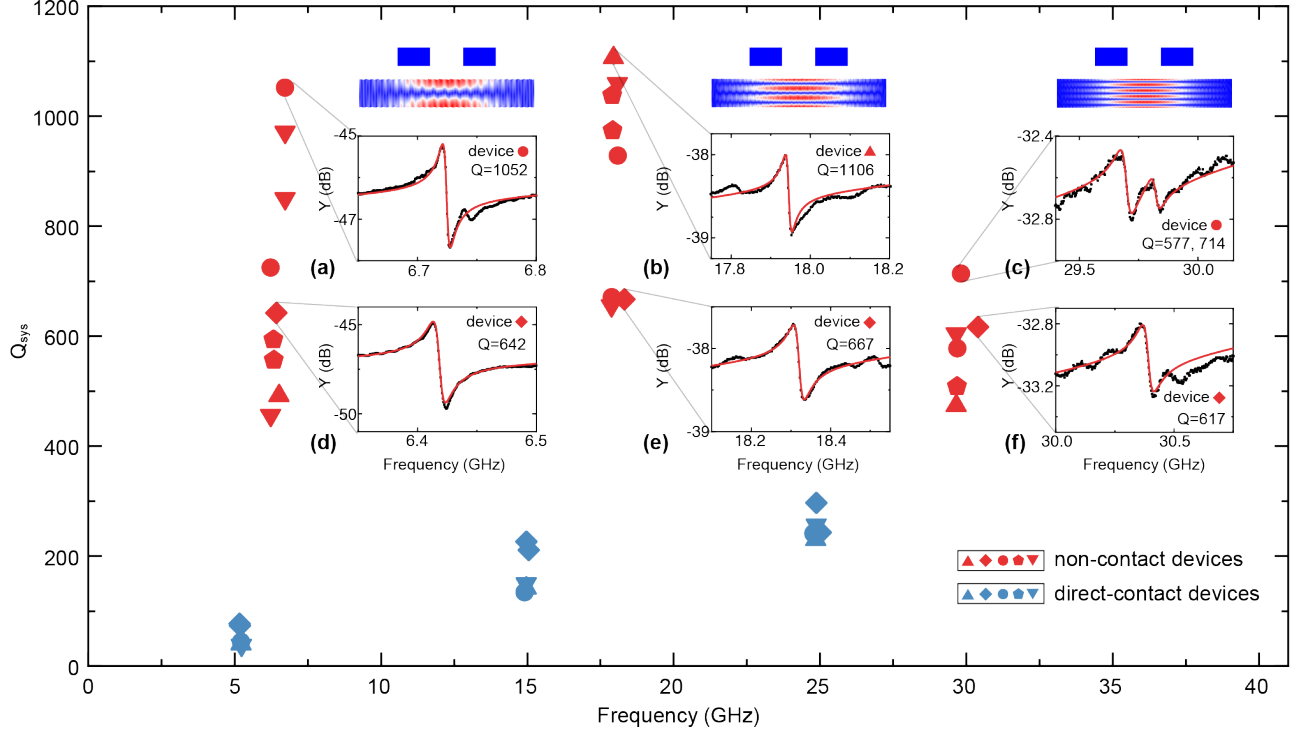 1200
1000
800
600
400
200
0
Qsys
0
5
10
15
20
25
30
35
40
Frequency (GHz)
-45
-47
Y (dB)
device
Q=1052
6.7
6.8
(a)
-38
-39
Y (dB)
device
Q=1106
17.8
18.0
18.2
(b)
-32.4
-32.8
Y (dB)
device
Q=577, 714
29.5
30.0
(c)
-45
-50
Y (dB)
device
Q=642
6.4
6.5
(d)
Frequency (GHz)
-38
-39
Y (dB)
device
Q=667
18.2
18.4
(e)
Frequency (GHz)
-32.8
-33.2
Y (dB)
device
Q=617
30.0
30.5
(f)
Frequency (GHz)
non-contact devices
direct-contact devices